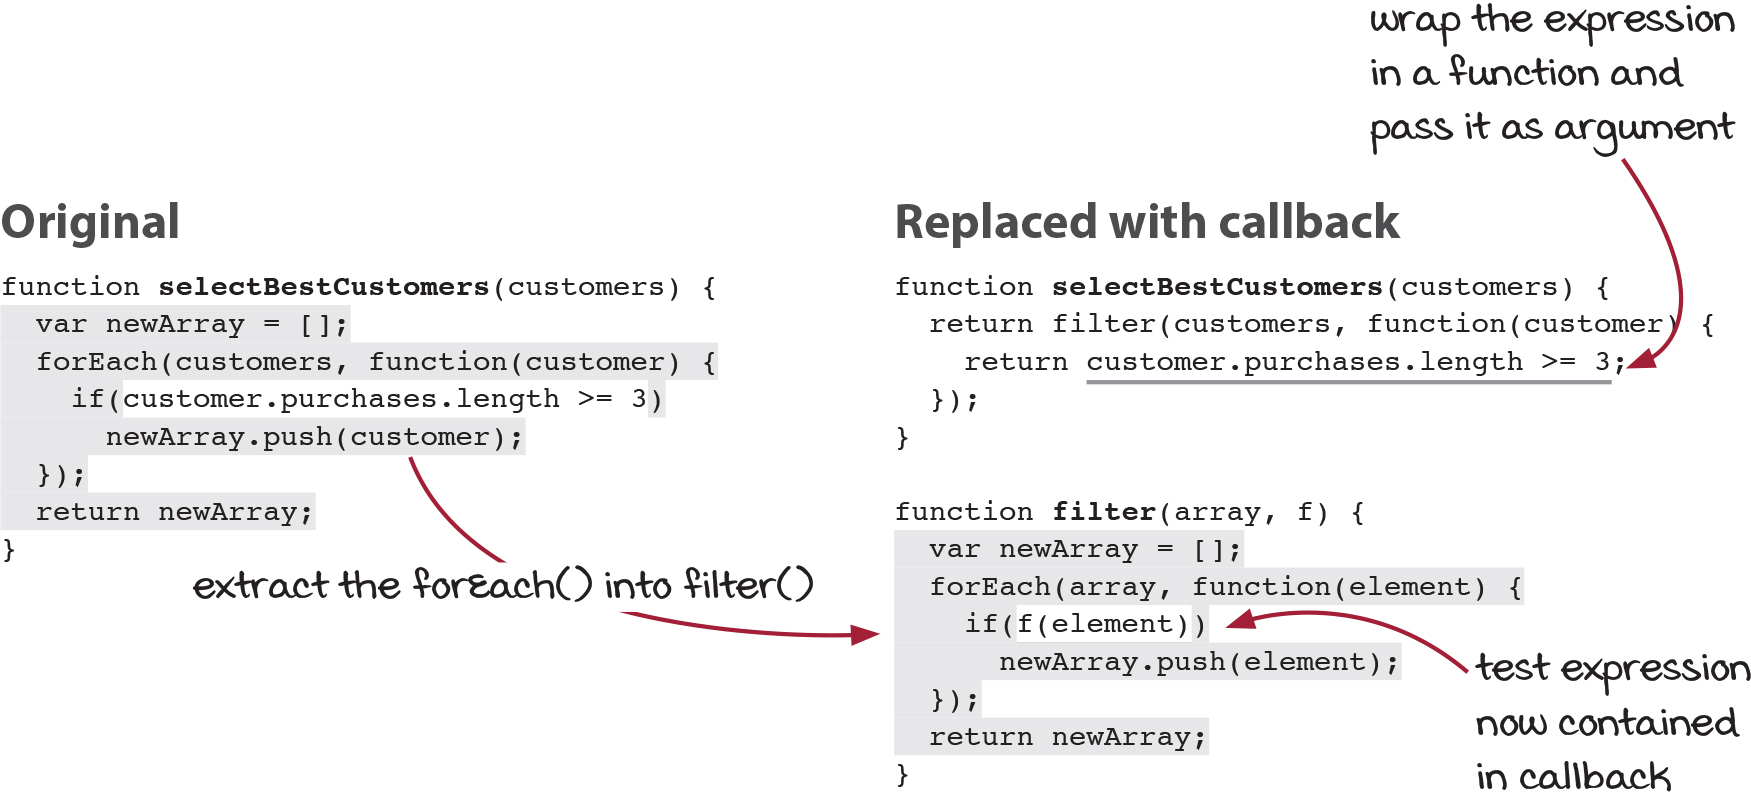 wrap the expression
in a function and
pass it as argument
Original
function selectBestCustomers(customers) {
  var newArray = [];
  forEach(customers, function(customer) {
    if(customer.purchases.length >= 3)
      newArray.push(customer);
  });
  return newArray;
}
extract the forEach() into filter()
Replaced with callback
function selectBestCustomers(customers) {
  return filter(customers, function(customer) {
    return customer.purchases.length >= 3;
  });
}
function filter(array, f) {
  var newArray = [];
  forEach(array, function(element) {
    if(f(element))
      newArray.push(element);
  });
  return newArray;
}
test expression
now contained
in callback